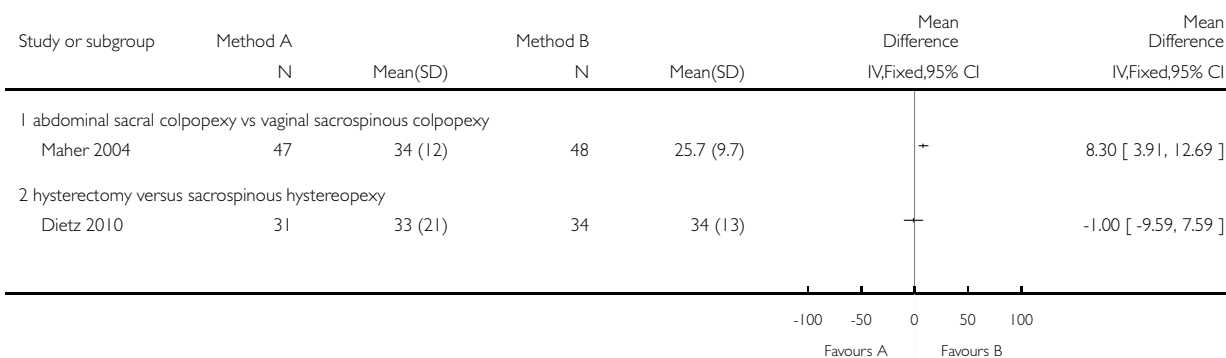 Study or subgroup Method A Method B Mean Difference Mean Difference
N Mean(SD) N Mean(SD) IV,Fixed,95% CI IV,Fixed,95% CI
1 abdominal sacral colpopexy vs vaginal sacrospinous colpopexy
Maher 2004 47 34 (12) 48 25.7 (9.7) 8.30 [ 3.91, 12.69 ]
2 hysterectomy versus sacrospinous hystereopexy
Dietz 2010 31 33 (21) 34 34 (13) -1.00 [ -9.59, 7.59 ]
-100 -50 0 50 100
Favours A Favours B